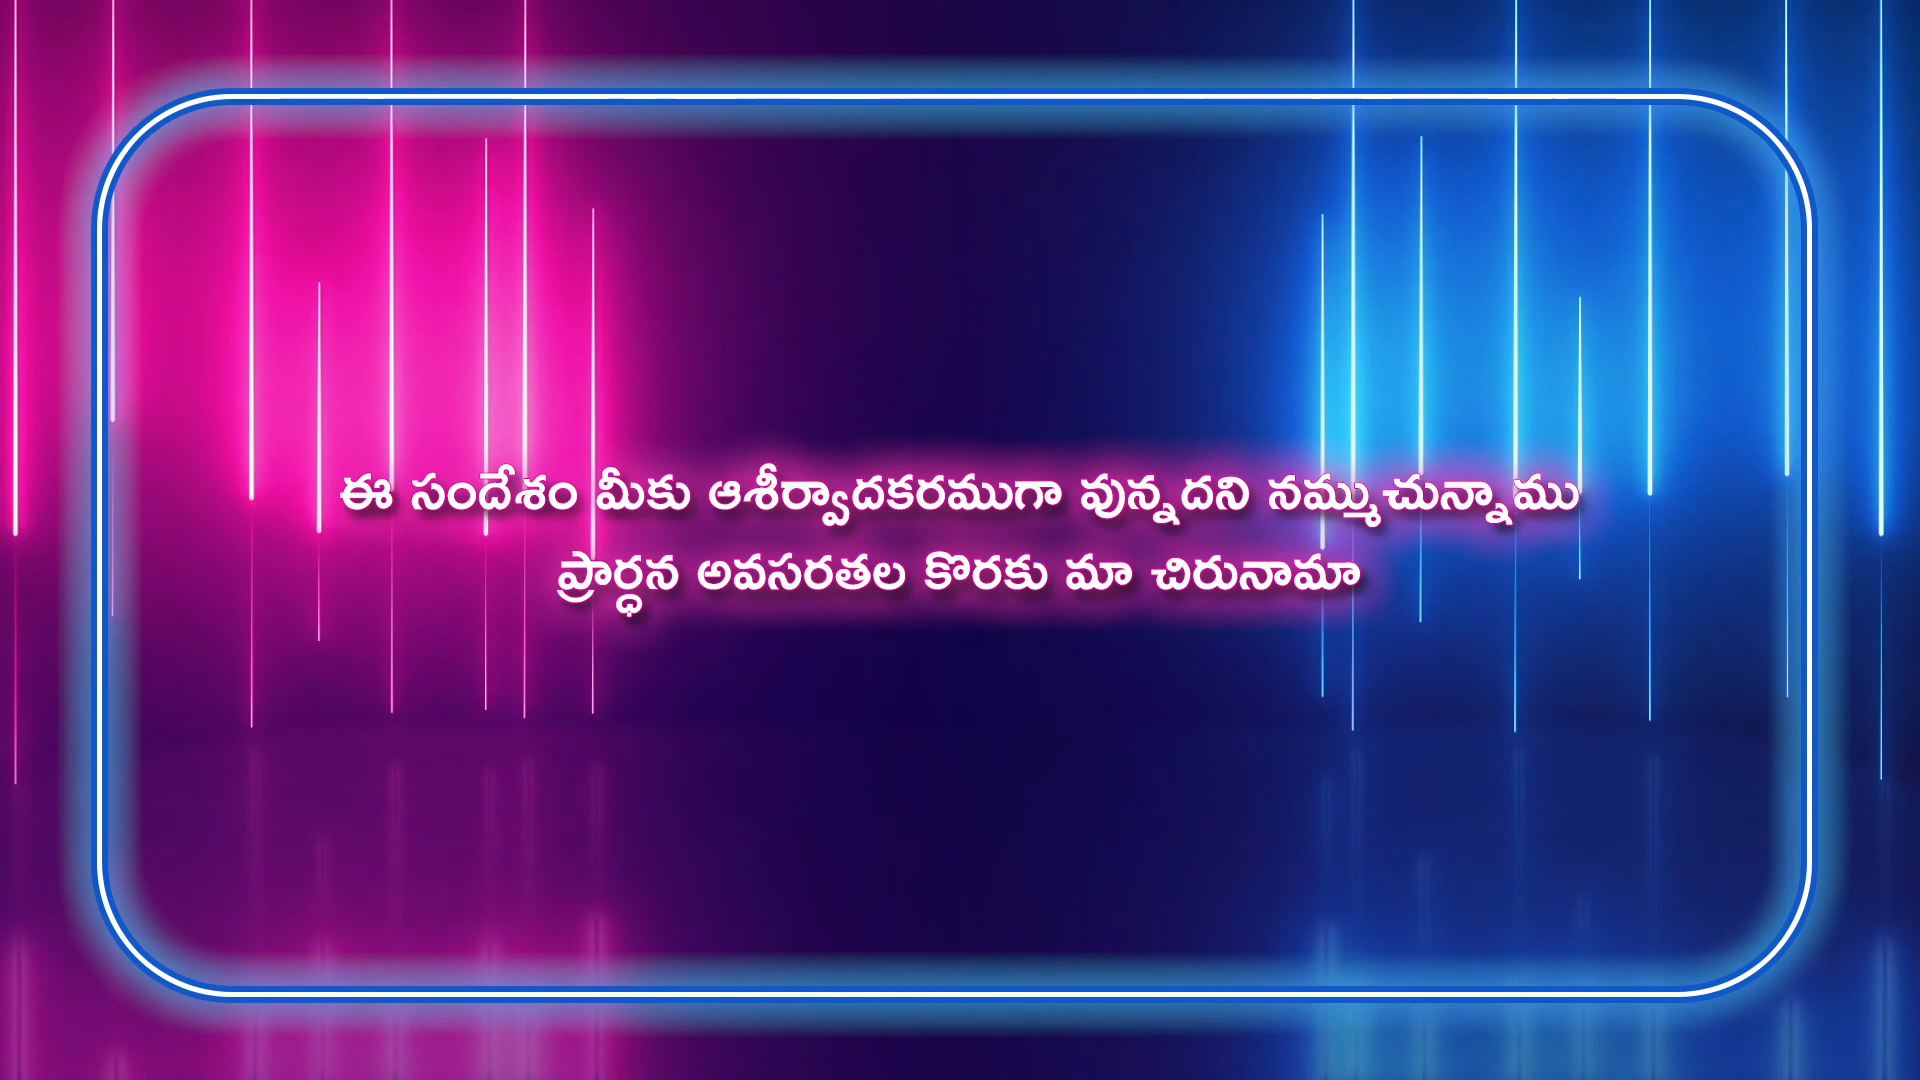 ఈ సందేశం మీకు ఆశీర్వాదకరముగా వున్నదని నమ్ముచున్నాము
ప్రార్ధన అవసరతల కొరకు మా చిరునామా